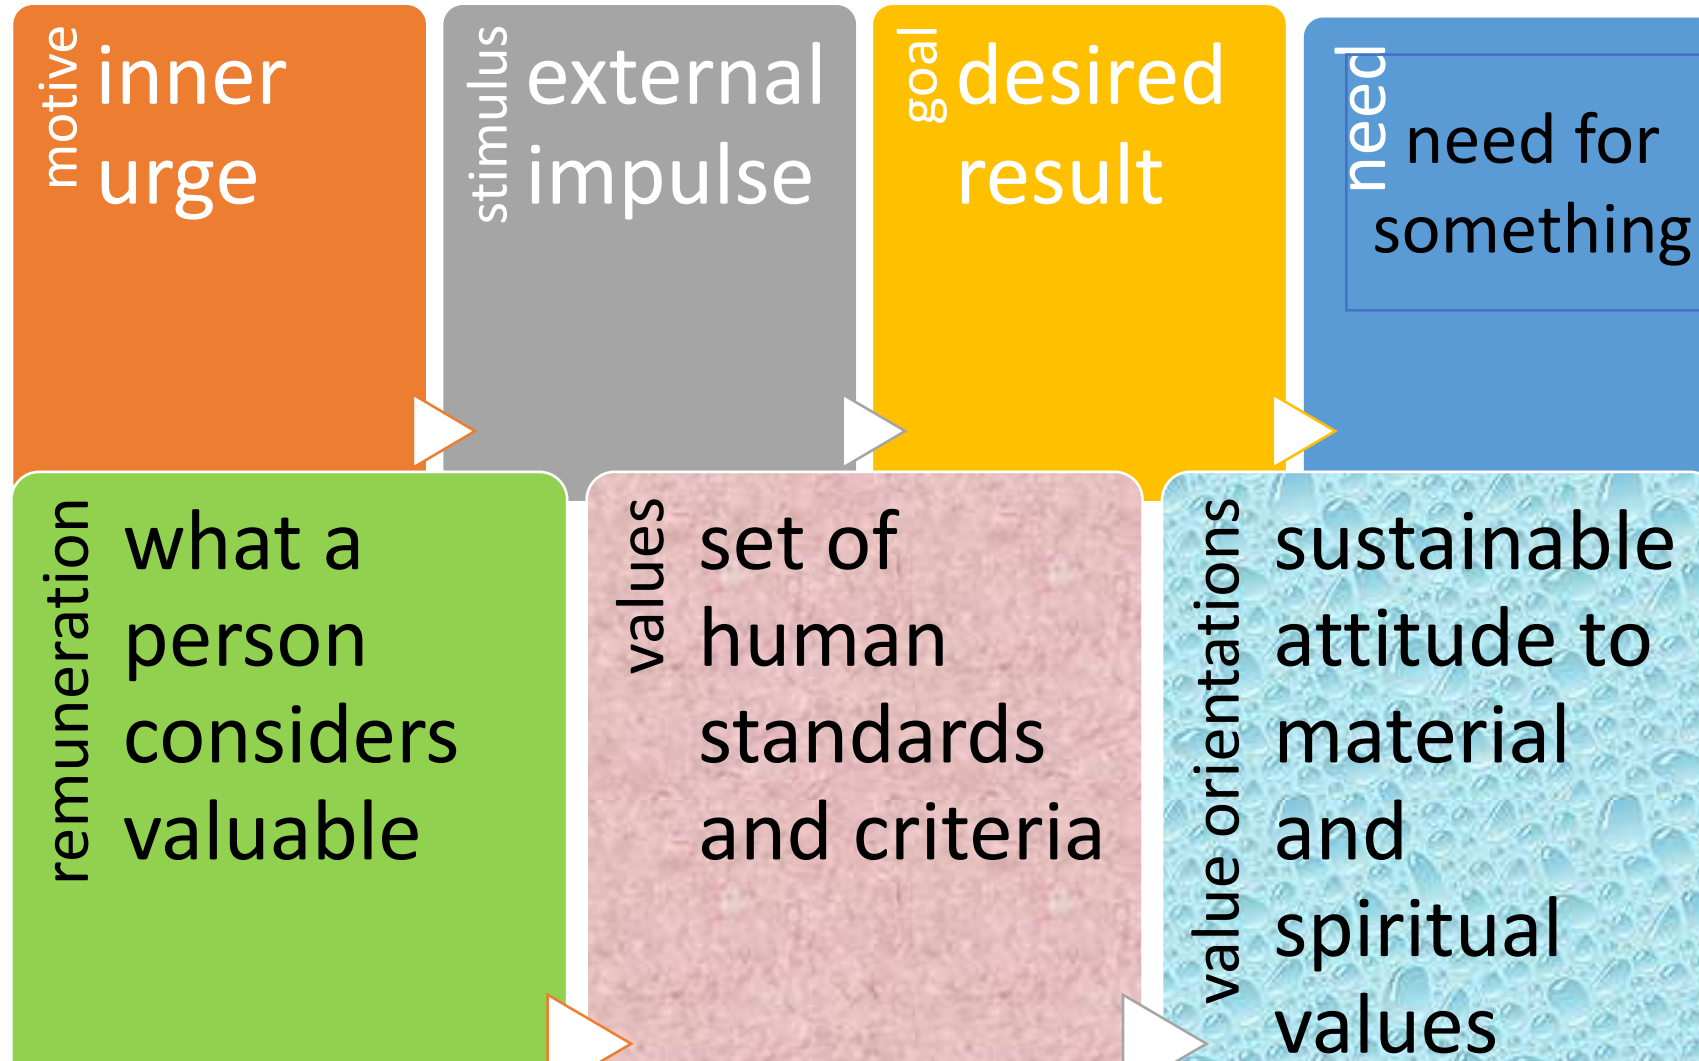 motive
inner
urge
stimulus
external
impulse
goal
desired
result
need
need for
something
remuneration
what a
person
considers
valuable
values
set of
human
standards
and criteria
value orientations
sustainable
attitude to
material
and
spiritual
values